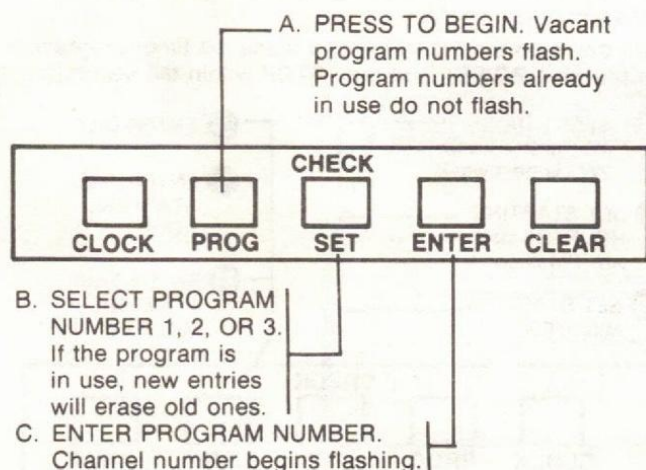 A. PRESS TO BEGIN. Vacant
program numbers flash.
Program numbers already
in use do not flash.
CHECK
CLOCK PROG SET ENTER CLEAR
B. SELECT PROGRAM
NUMBER 1, 2, OR 3.
If the program is
in use, new entries
will erase old ones.
C. ENTER PROGRAM NUMBER.
Channel number begins flashing.